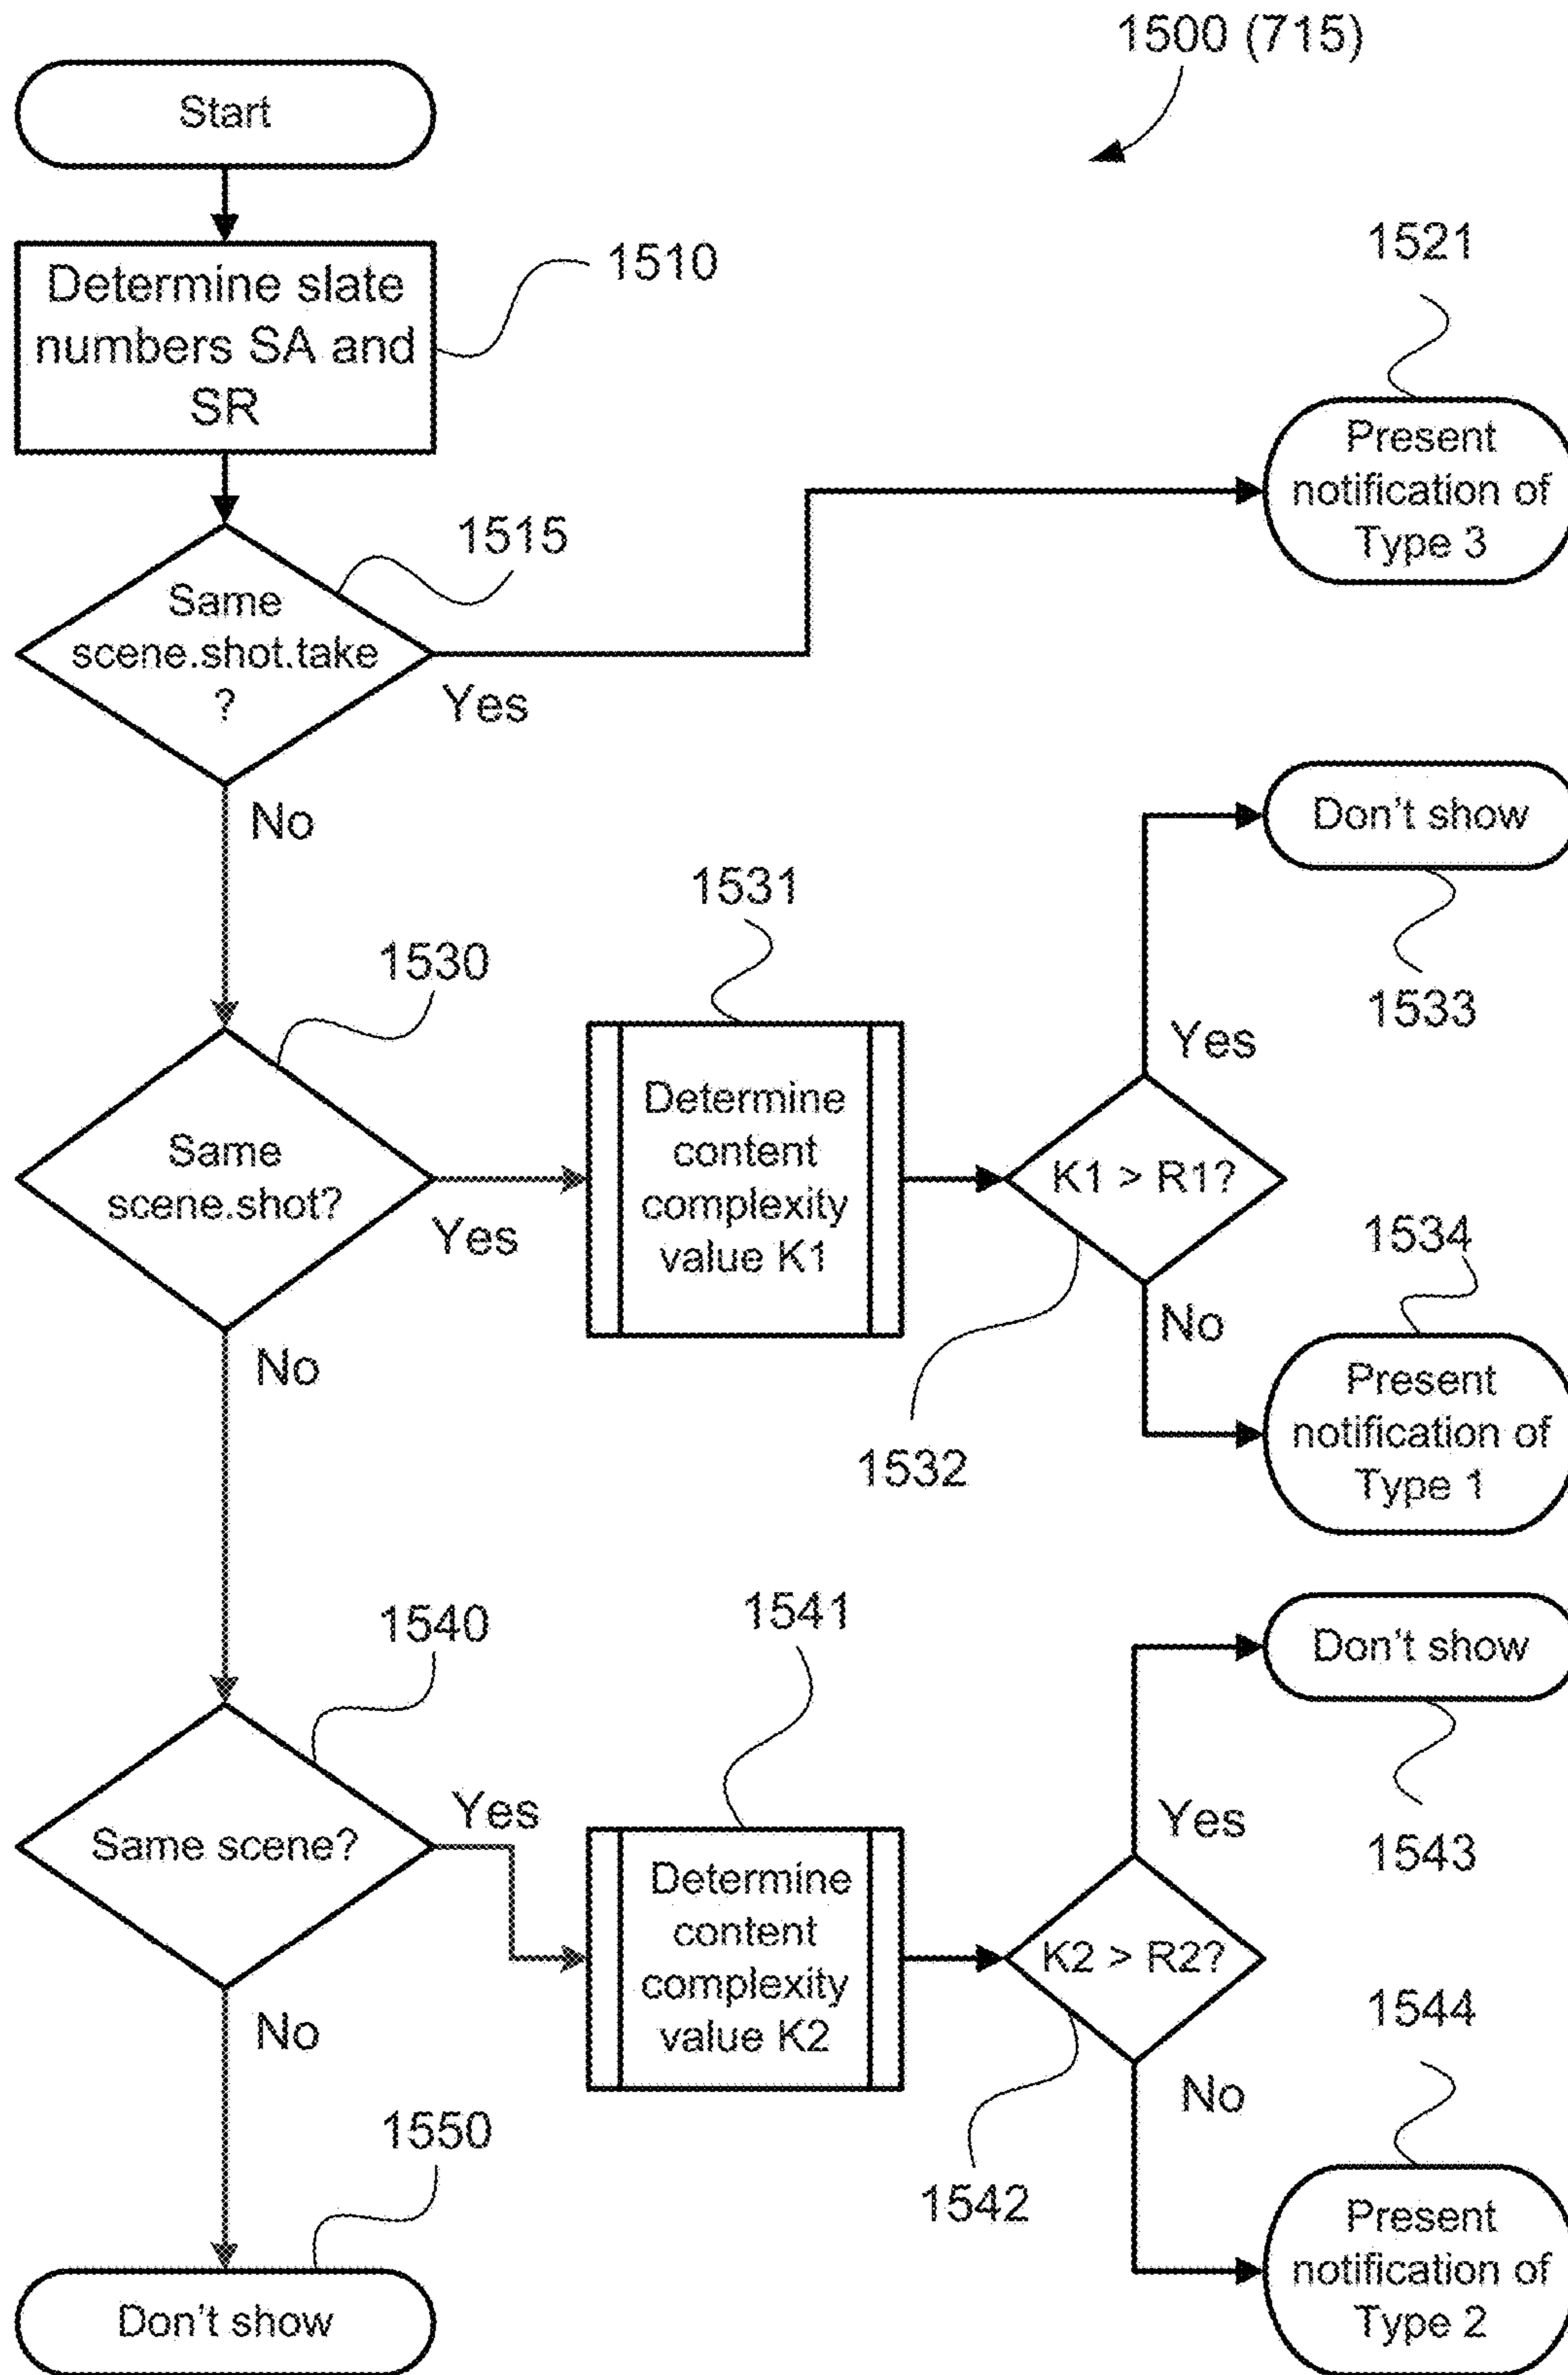 1500 (715)
Start
Determine slate
numbers SA and
SR
1510
1521
Present
notification of
Type 3
1515
Same
scene.shot.take
?
Yes
No
Don't show
1533
1531
1530
Determine
content
complexity
value K1
Same
scene.shot?
Yes
No
K1 > R1?
Yes
No
1532
1534
Present
notification of
Type 1
1540
1541
Don't show
1543
Same scene?
Yes
No
Determine
content
complexity
value K2
K2 > R2?
Yes
No
1542
1544
Present
notification of
Type 2
1550
Don't show